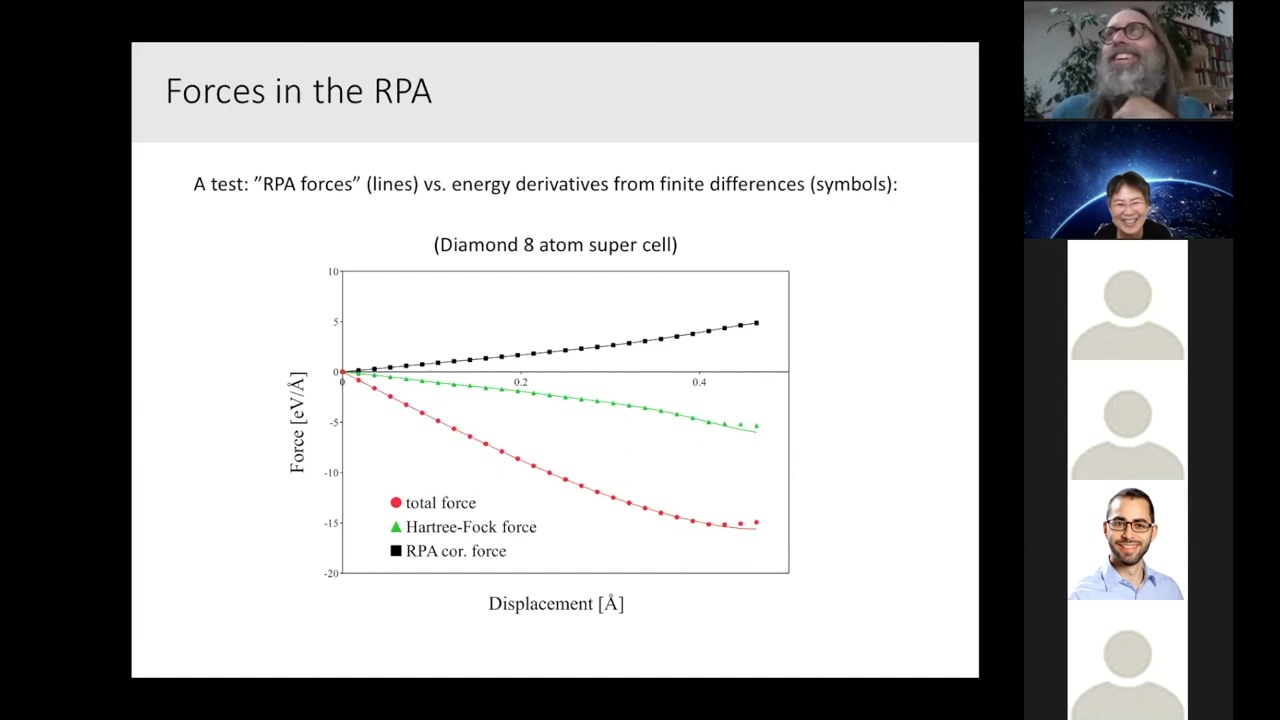 Forces in the RPA
A test: ”RPA forces” (lines) vs. energy derivatives from finite differences (symbols):
(Diamond 8 atom super cell)
10
5
0
-5
-10
-15
-20
0
0.2
0.4
Force [eV/Å]
total force
Hartree-Fock force
RPA cor. force
Displacement [Å]